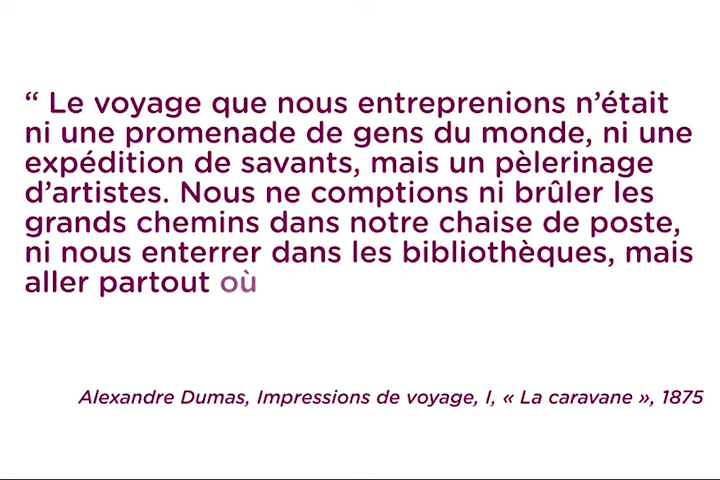 “ Le voyage que nous entreprenions n’était
ni une promenade de gens du monde, ni une
expédition de savants, mais un pèlerinage
d’artistes. Nous ne comptions ni brûler les
grands chemins dans notre chaise de poste,
ni nous enterrer dans les bibliothèques, mais
aller partout où
Alexandre Dumas, Impressions de voyage, I, « La caravane », 1875